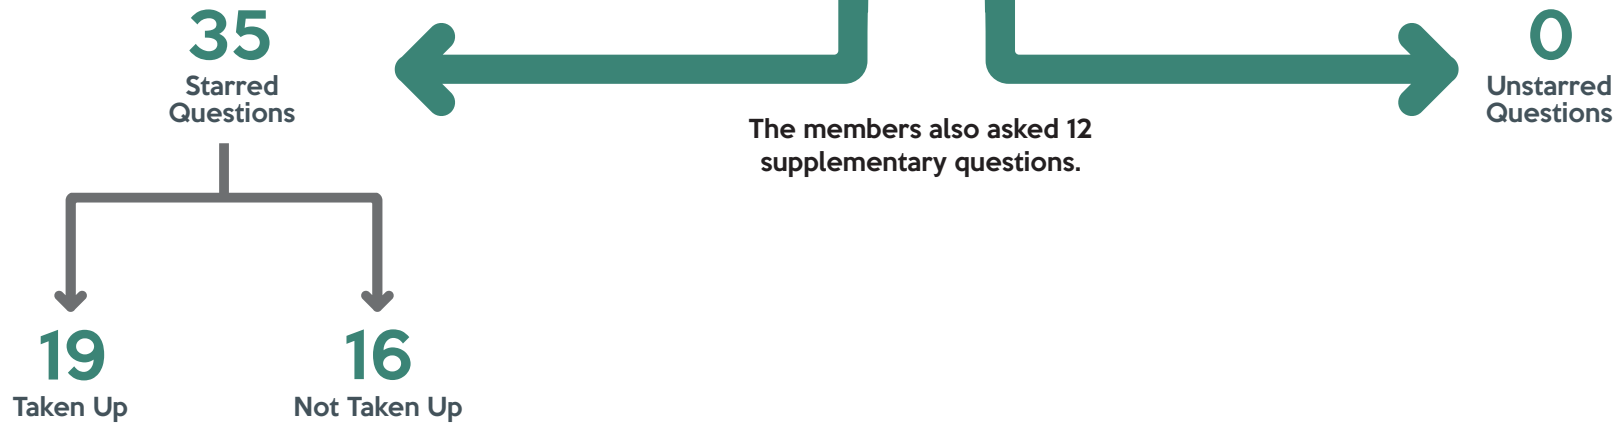 35
Starred
Questions
0
Unstarred
Questions
The members also asked 12
supplementary questions.
19
Taken Up
16
Not Taken Up